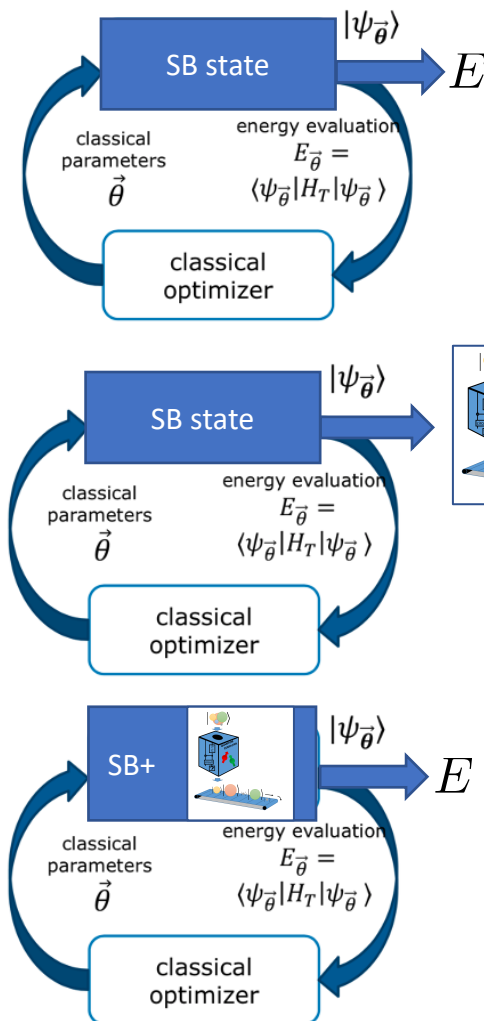 |ψ_θ⃗⟩
SB state
E
classical
parameters
θ⃗
energy evaluation
E_θ⃗ =
⟨ψ_θ⃗|H_T|ψ_θ⃗ ⟩
classical
optimizer
|ψ_θ⃗⟩
SB state
classical
parameters
θ⃗
energy evaluation
E_θ⃗ =
⟨ψ_θ⃗|H_T|ψ_θ⃗ ⟩
classical
optimizer
|ψ_θ⃗⟩
SB+
E
classical
parameters
θ⃗
energy evaluation
E_θ⃗ =
⟨ψ_θ⃗|H_T|ψ_θ⃗ ⟩
classical
optimizer